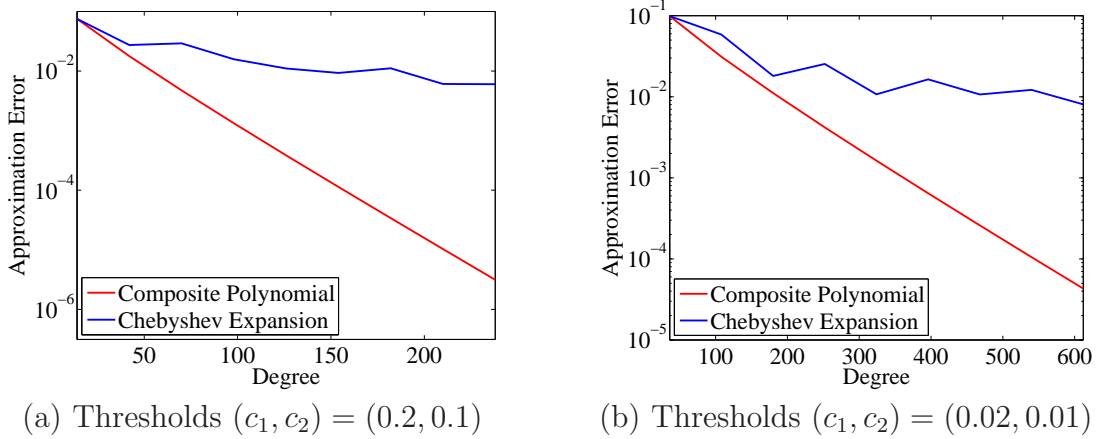 Approximation Error
10^{-2}
10^{-4}
10^{-6}
Composite Polynomial
Chebyshev Expansion
50 100 150 200
Degree
(a) Thresholds (c_1, c_2) = (0.2, 0.1)
Approximation Error
10^{-1}
10^{-2}
10^{-3}
10^{-4}
10^{-5}
Composite Polynomial
Chebyshev Expansion
100 200 300 400 500 600
Degree
(b) Thresholds (c_1, c_2) = (0.02, 0.01)